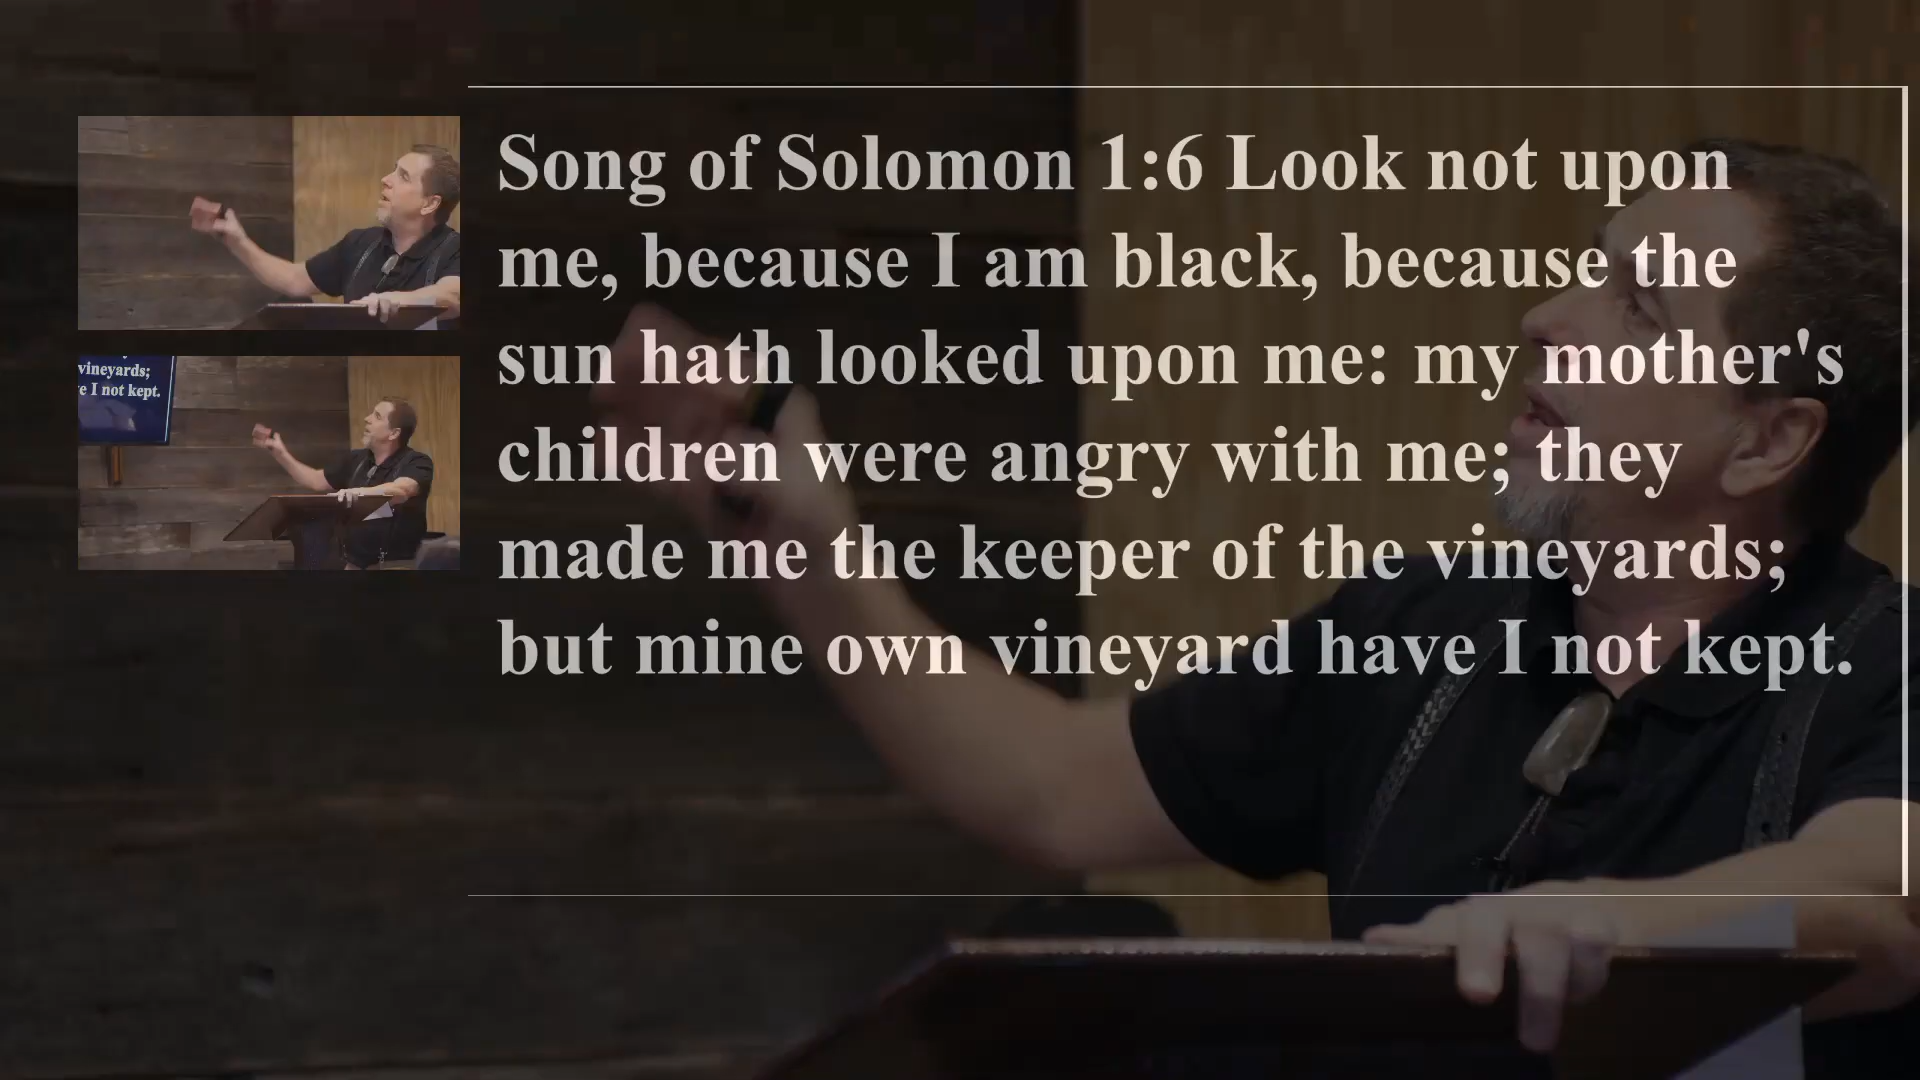 Song of Solomon 1:6 Look not upon
me, because I am black, because the
sun hath looked upon me: my mother's
children were angry with me; they
made me the keeper of the vineyards;
but mine own vineyard have I not kept.
vineyards;
I not kept.